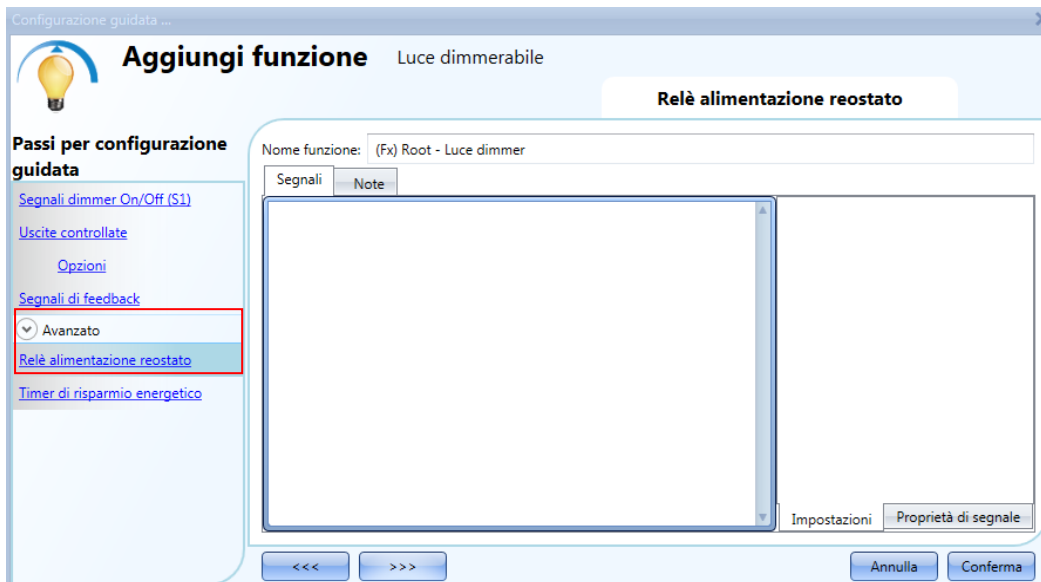 Configurazione guidata ...
Aggiungi funzione Luce dimmerabile
Relè alimentazione reostato
Passi per configurazione
guidata
Segnali dimmer On/Off (S1)
Uscite controllate
Opzioni
Segnali di feedback
Avanzato
Relè alimentazione reostato
Timer di risparmio energetico
Nome funzione: (Fx) Root - Luce dimmer
Segnali Note
Impostazioni Proprietà di segnale
<<< >>> Annulla Conferma